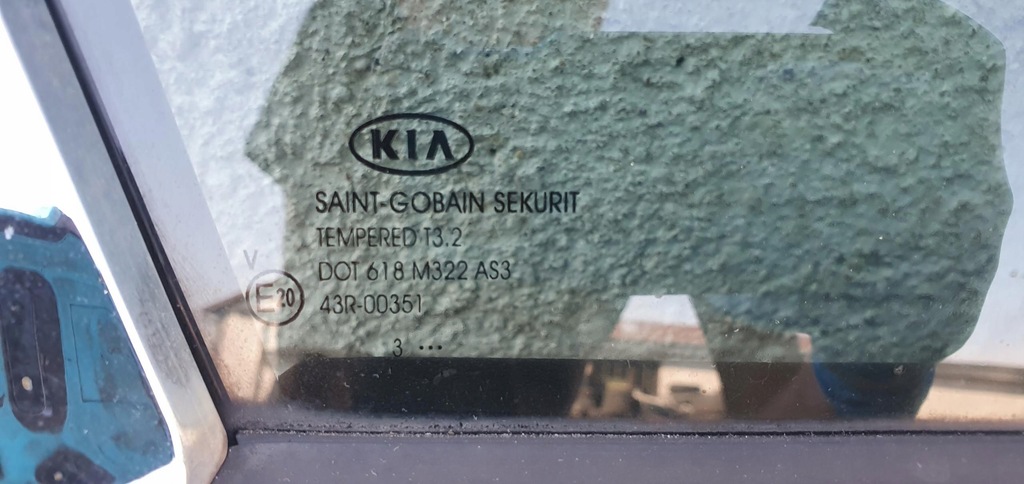 KIA
SAINT-GOBAIN SEKURIT
TEMPERED T3.2
DOT 618 M322 AS3
V
E20
43R-00351
3 ...